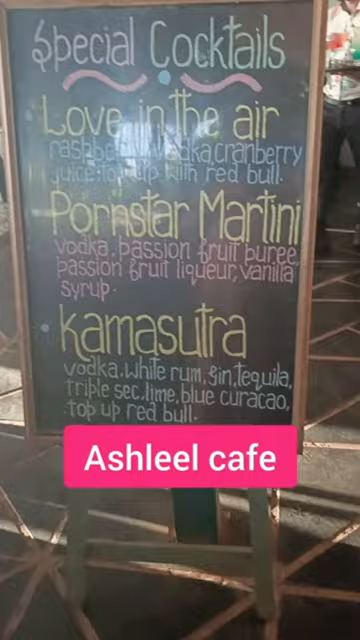 Special Cocktails
Love in the air
vodka, cranberry
juice. top up with red bull.
Pornstar Martini
vodka. passion fruit puree,
passion fruit liqueur, vanilla
syrup.
Kamasutra
vodka. white rum, gin, tequila,
triple sec, lime, blue curacao,
top up red bull.
Ashleel cafe